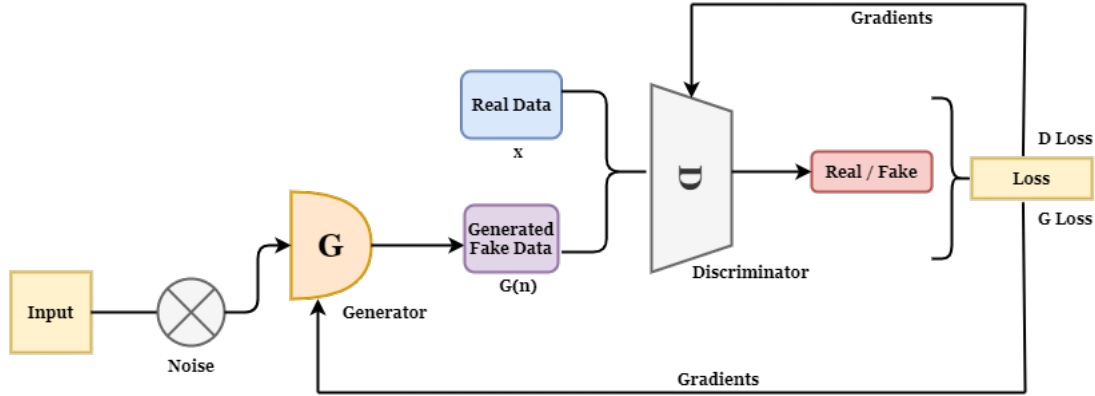 Gradients
Real Data
x
D
Real / Fake
D Loss
Loss
G Loss
G
Generated
Fake Data
G(n)
Discriminator
Input
Noise
Generator
Gradients